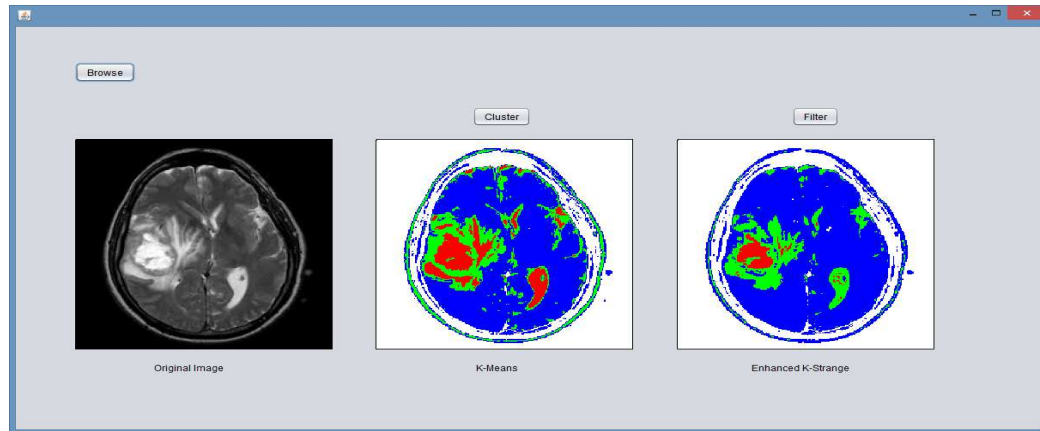 Browse
Cluster
Filter
Original Image
K-Means
Enhanced K-Strange